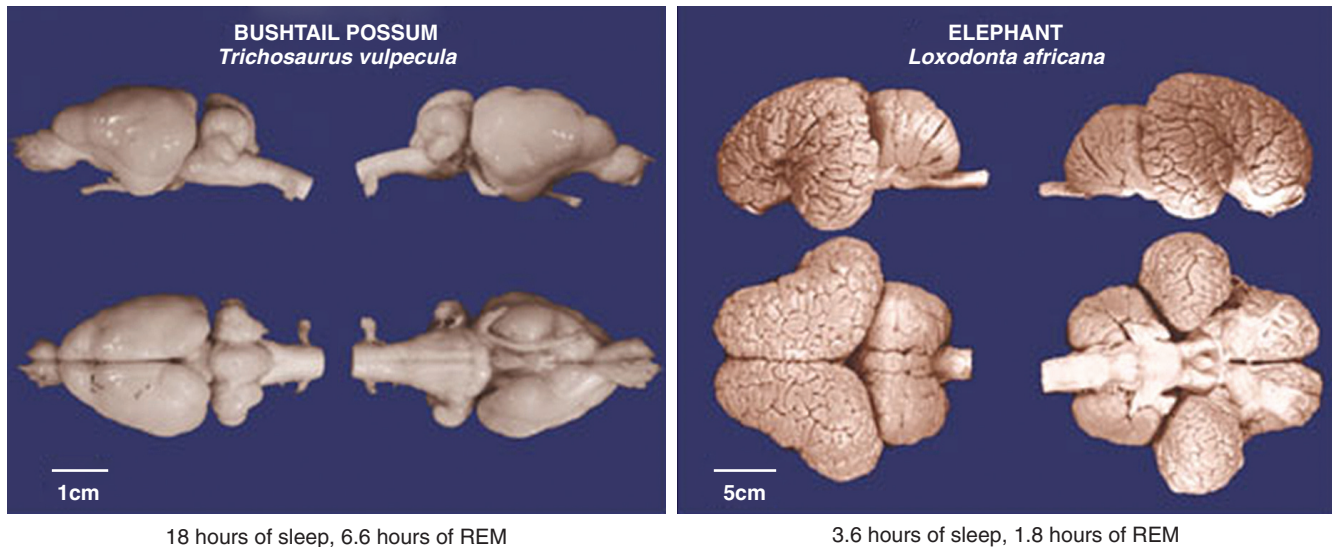 BUSHTAIL POSSUM
Trichosaurus vulpecula
1cm
18 hours of sleep, 6.6 hours of REM
ELEPHANT
Loxodonta africana
5cm
3.6 hours of sleep, 1.8 hours of REM